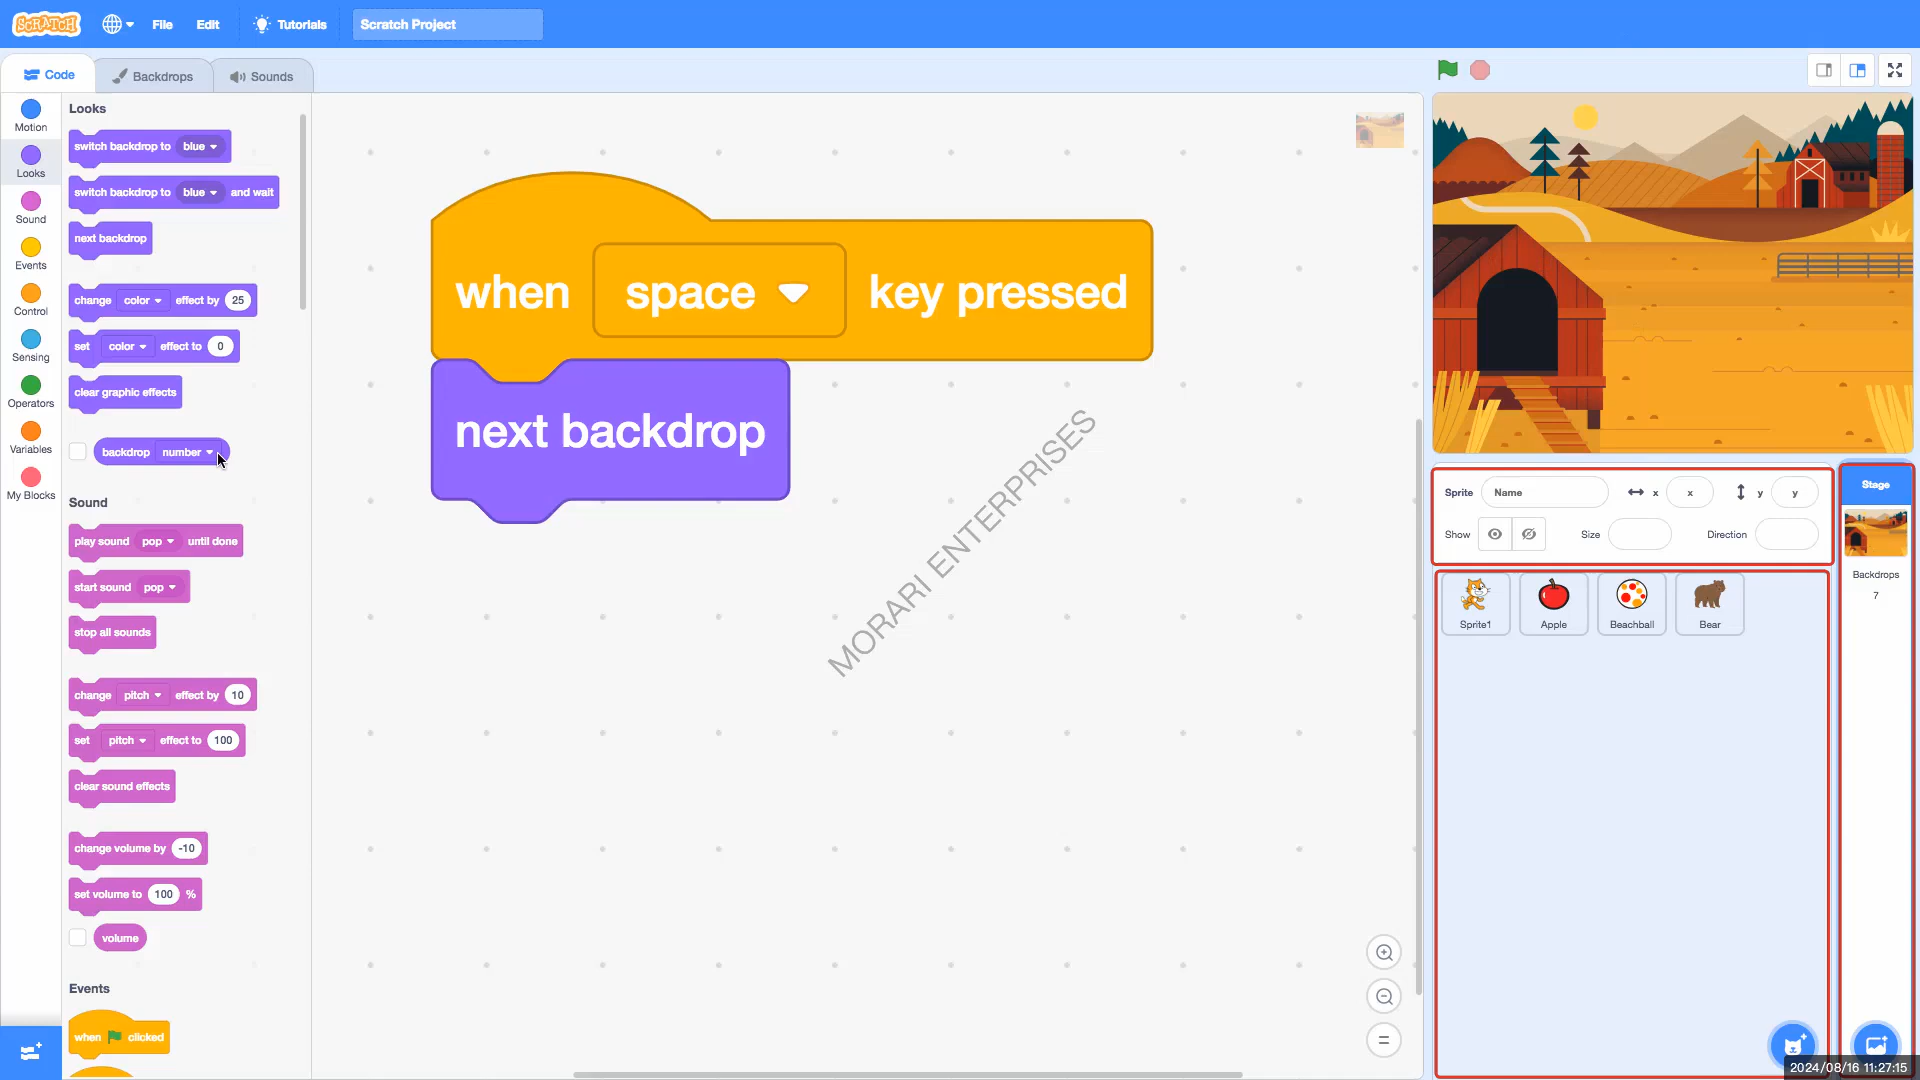 SCRATCH
File
Edit
Tutorials
Scratch Project
Code
Backdrops
Sounds
Motion
Looks
Sound
Events
Control
Sensing
Operators
Variables
My Blocks
Looks
switch backdrop to blue
switch backdrop to blue and wait
next backdrop
change color effect by 25
set color effect to 0
clear graphic effects
backdrop number
Sound
play sound pop until done
start sound pop
stop all sounds
change pitch effect by 10
set pitch effect to 100
clear sound effects
change volume by -10
set volume to 100 %
volume
Events
when clicked
when space key pressed
next backdrop
MORARI ENTERPRISES
Sprite Name x x y y
Show Size Direction
Sprite1
Apple
Beachball
Bear
Stage
Backdrops
7
2024/08/16 11:27:15